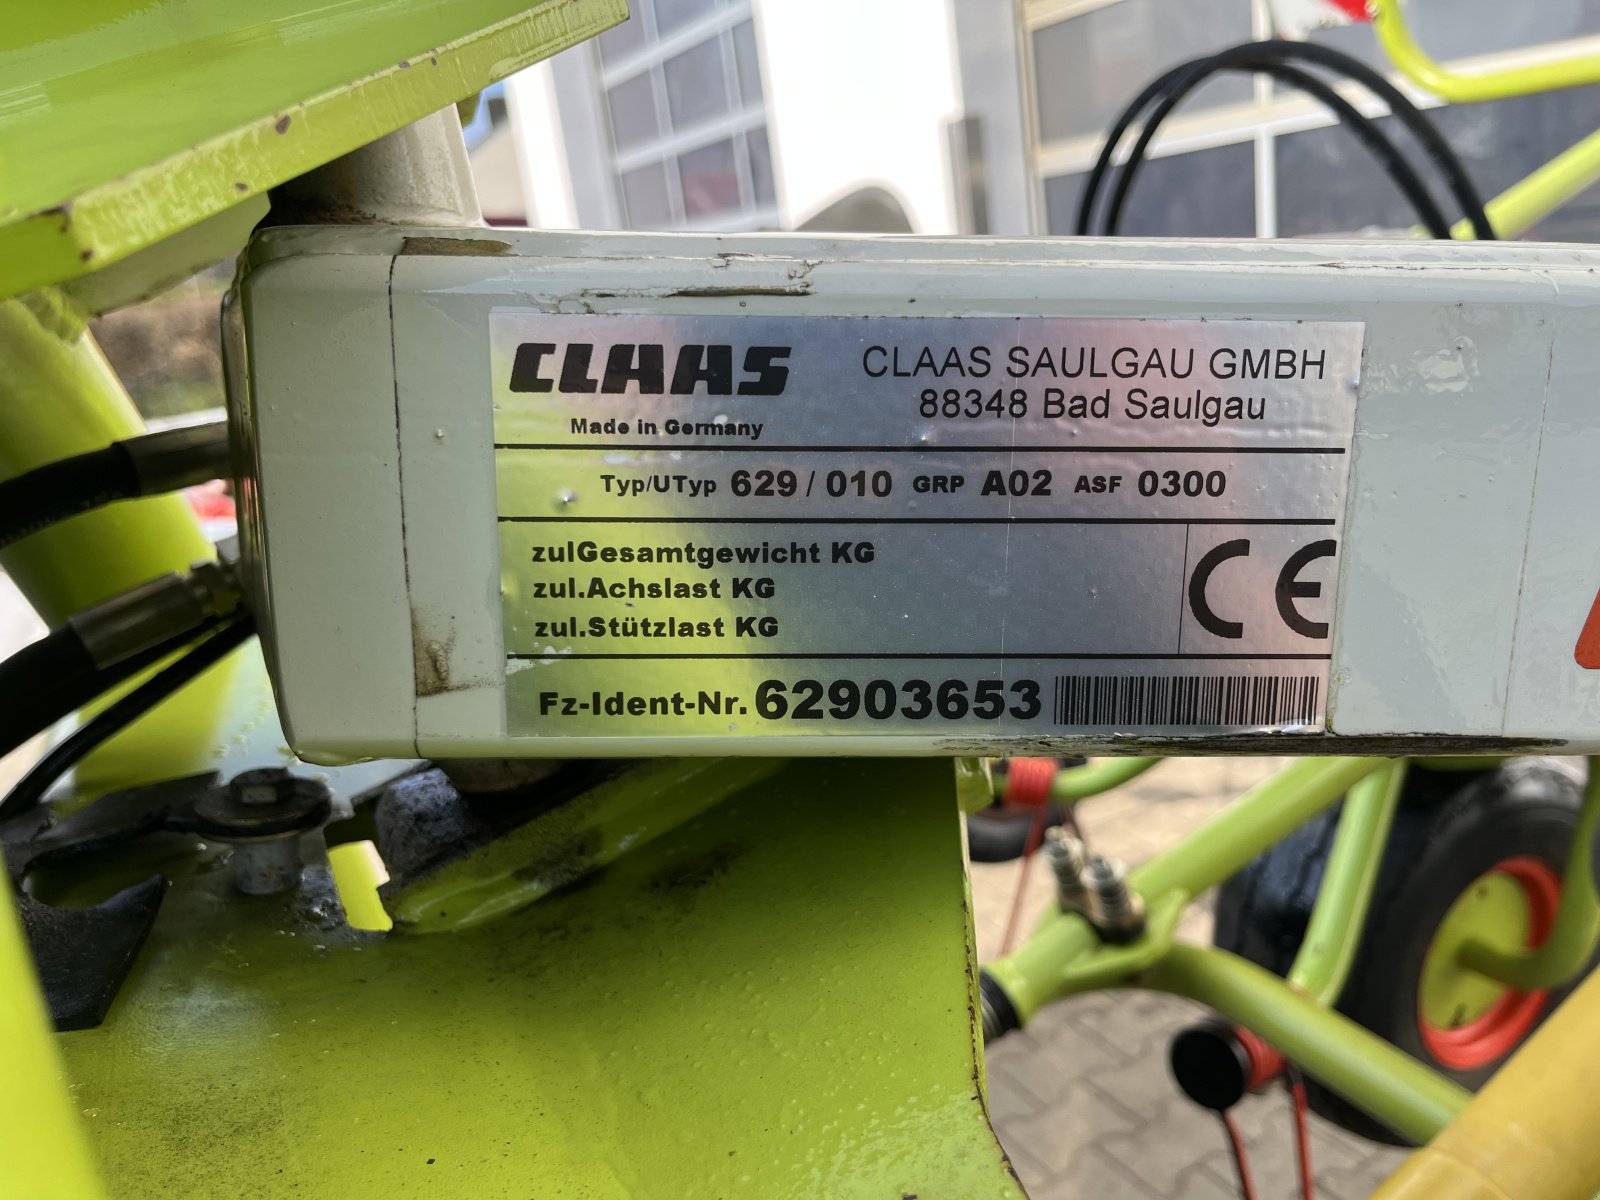 CLAAS
Made in Germany
CLAAS SAULGAU GMBH
88348 Bad Saulgau
Typ/UTyp 629 / 010 GRP A02 ASF 0300
zulGesamtgewicht KG
zul.Achslast KG
zul.Stützlast KG
CE
Fz-Ident-Nr. 62903653